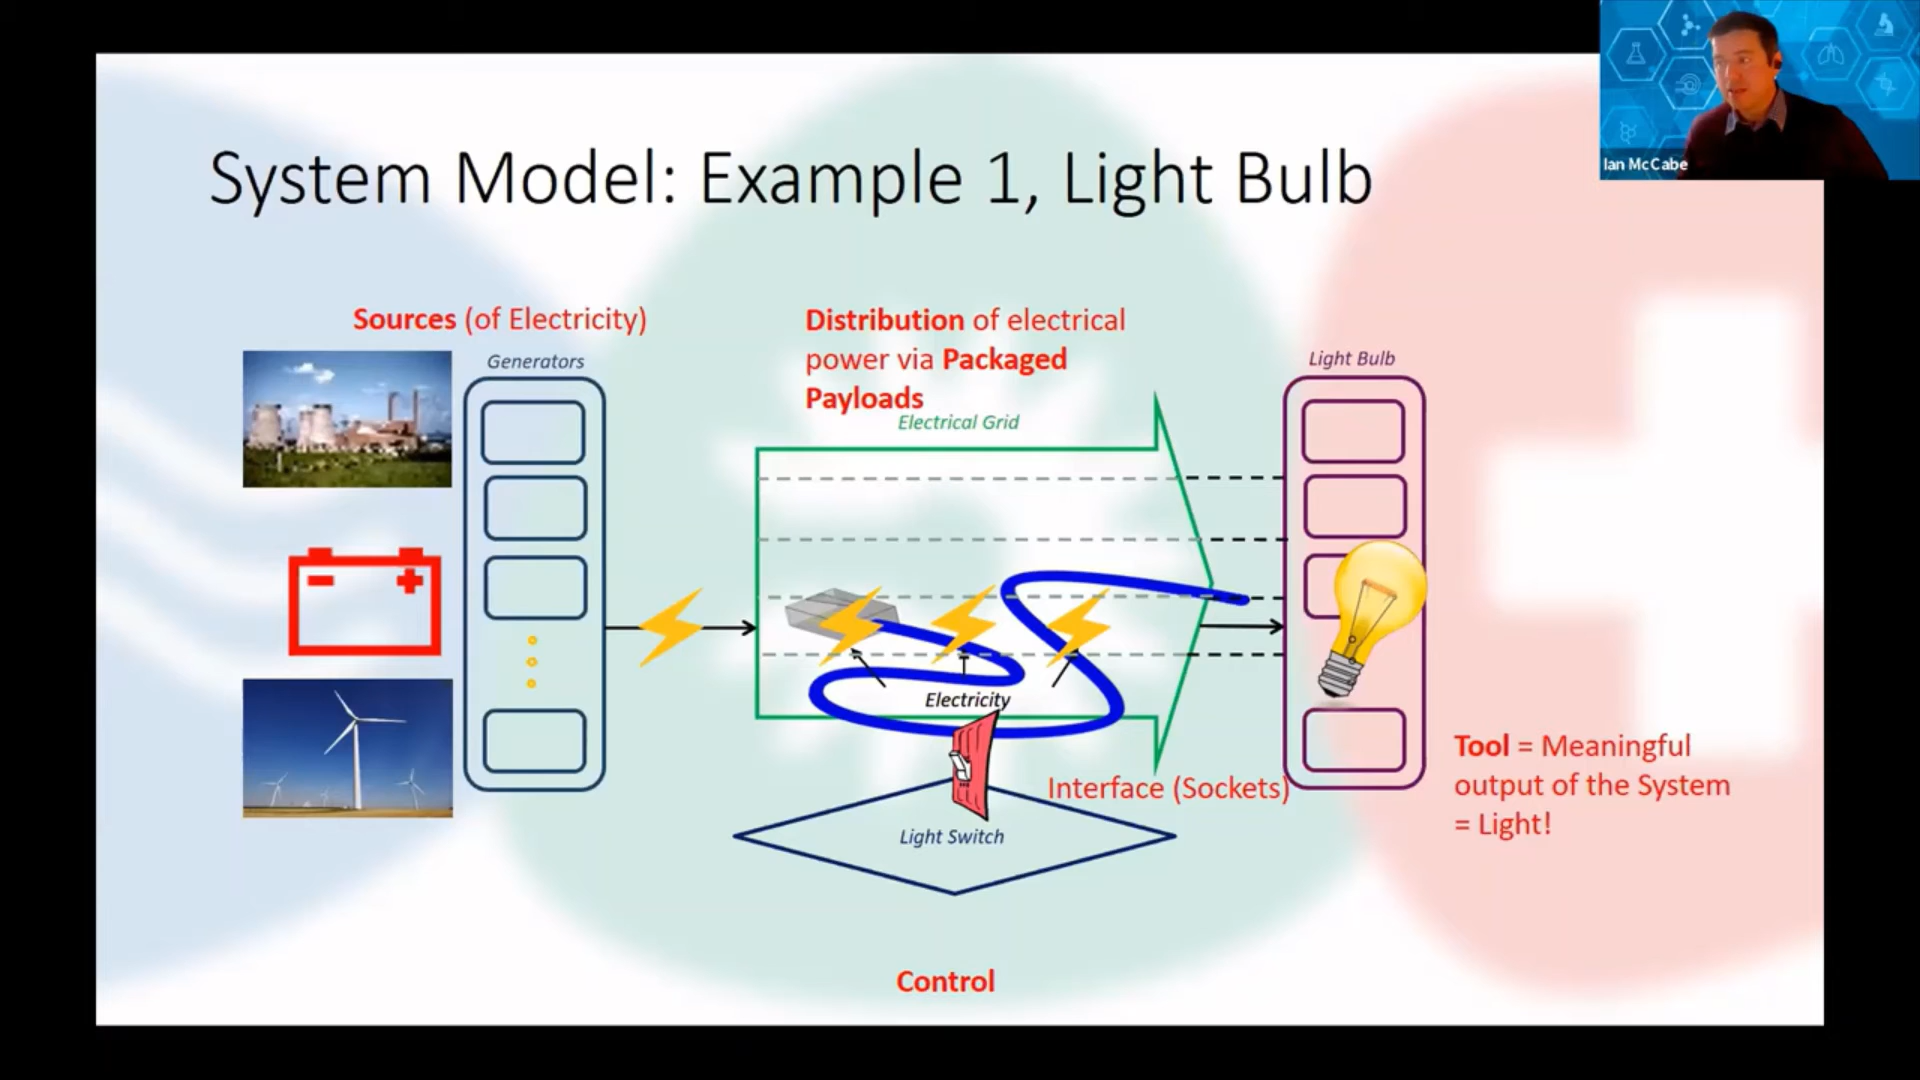 Ian McCabe
System Model: Example 1, Light Bulb
Sources (of Electricity)
Generators
Distribution of electrical
power via Packaged
Payloads
Electrical Grid
Light Bulb
Electricity
Interface (Sockets)
Light Switch
Tool = Meaningful
output of the System
= Light!
Control